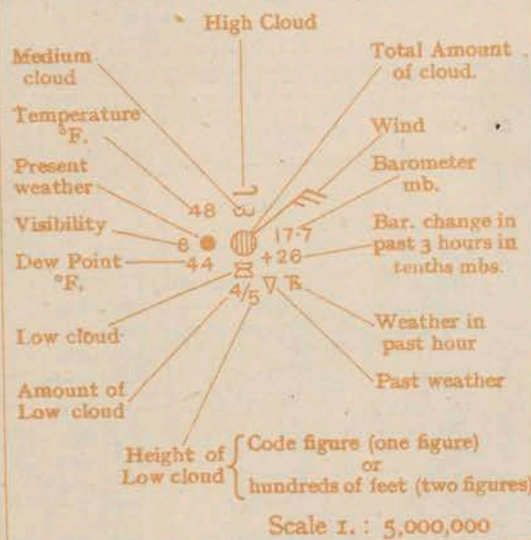 High Cloud
Medium
cloud
Total Amount
of cloud.
Temperature
°F.
Wind
Present
weather
Barometer
mb.
48
Visibility
6
17·7
Bar. change in
past 3 hours in
tenths mbs.
Dew Point
°F.
44
+26
4/5
Low cloud
Weather in
past hour
Amount of
Low cloud
Past weather
Height of
Low cloud
Code figure (one figure)
or
hundreds of feet (two figures)
Scale 1. : 5,000,000